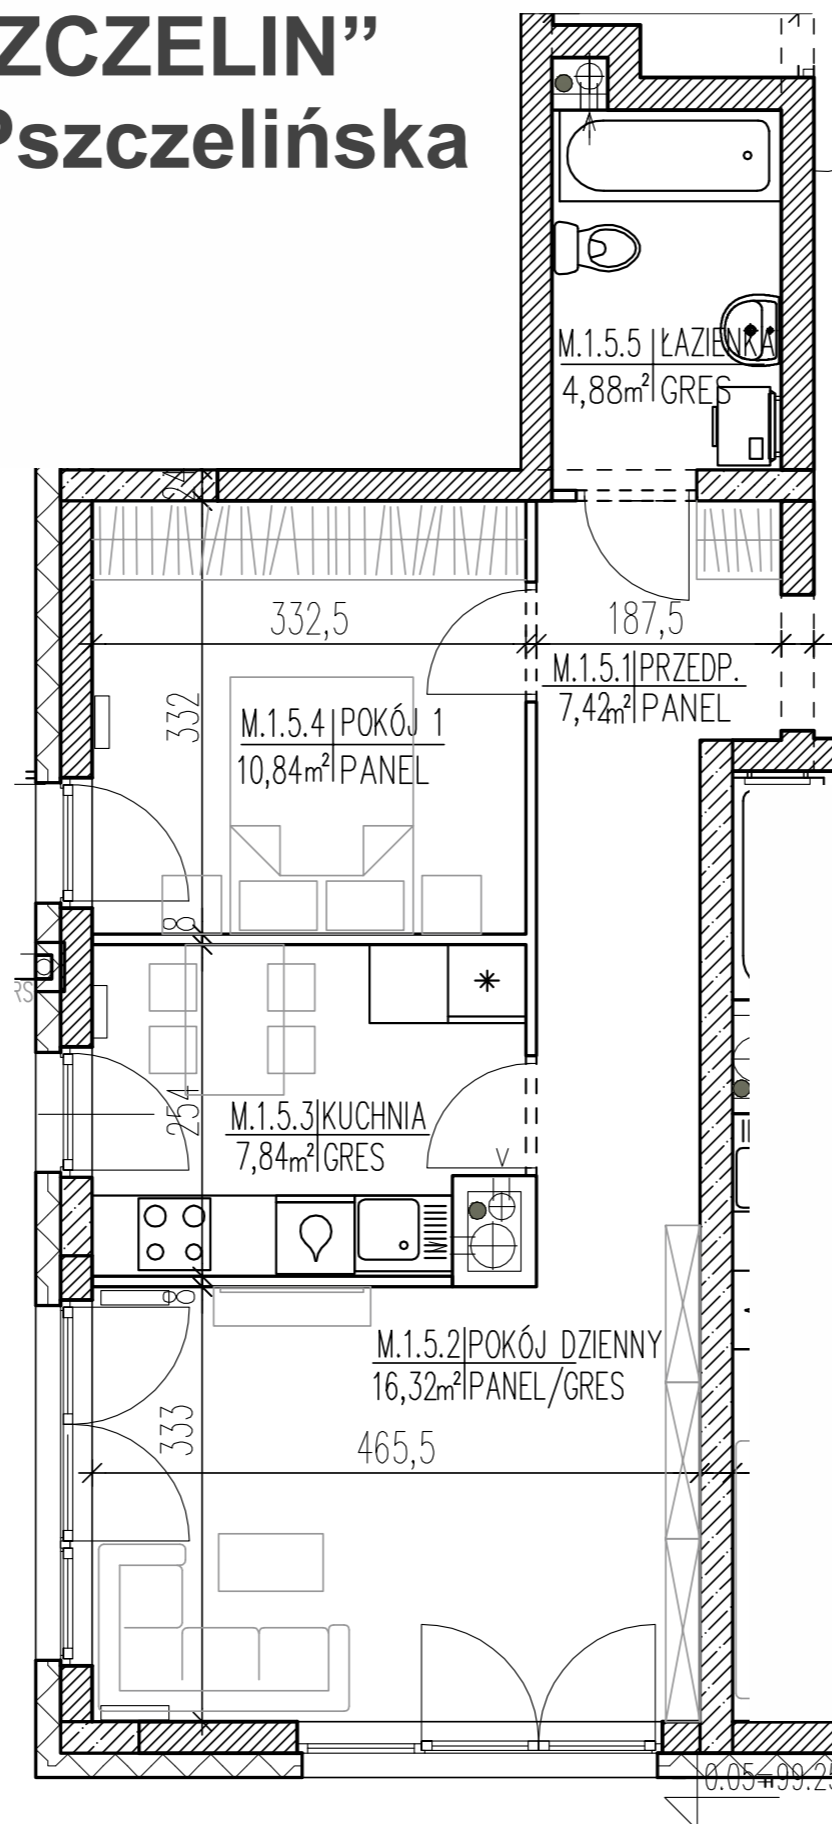 ZCZELIN”
Pszczelińska
M.1.5.5 ŁAZIENKA
4,88m² GRES
24
332,5
187,5
M.1.5.1 PRZEDP.
7,42m² PANEL
332
M.1.5.4 POKÓJ 1
10,84m² PANEL
8
RS
254
M.1.5.3 KUCHNIA
7,84m² GRES
8
M.1.5.2 POKÓJ DZIENNY
16,32m² PANEL/GRES
333
465,5